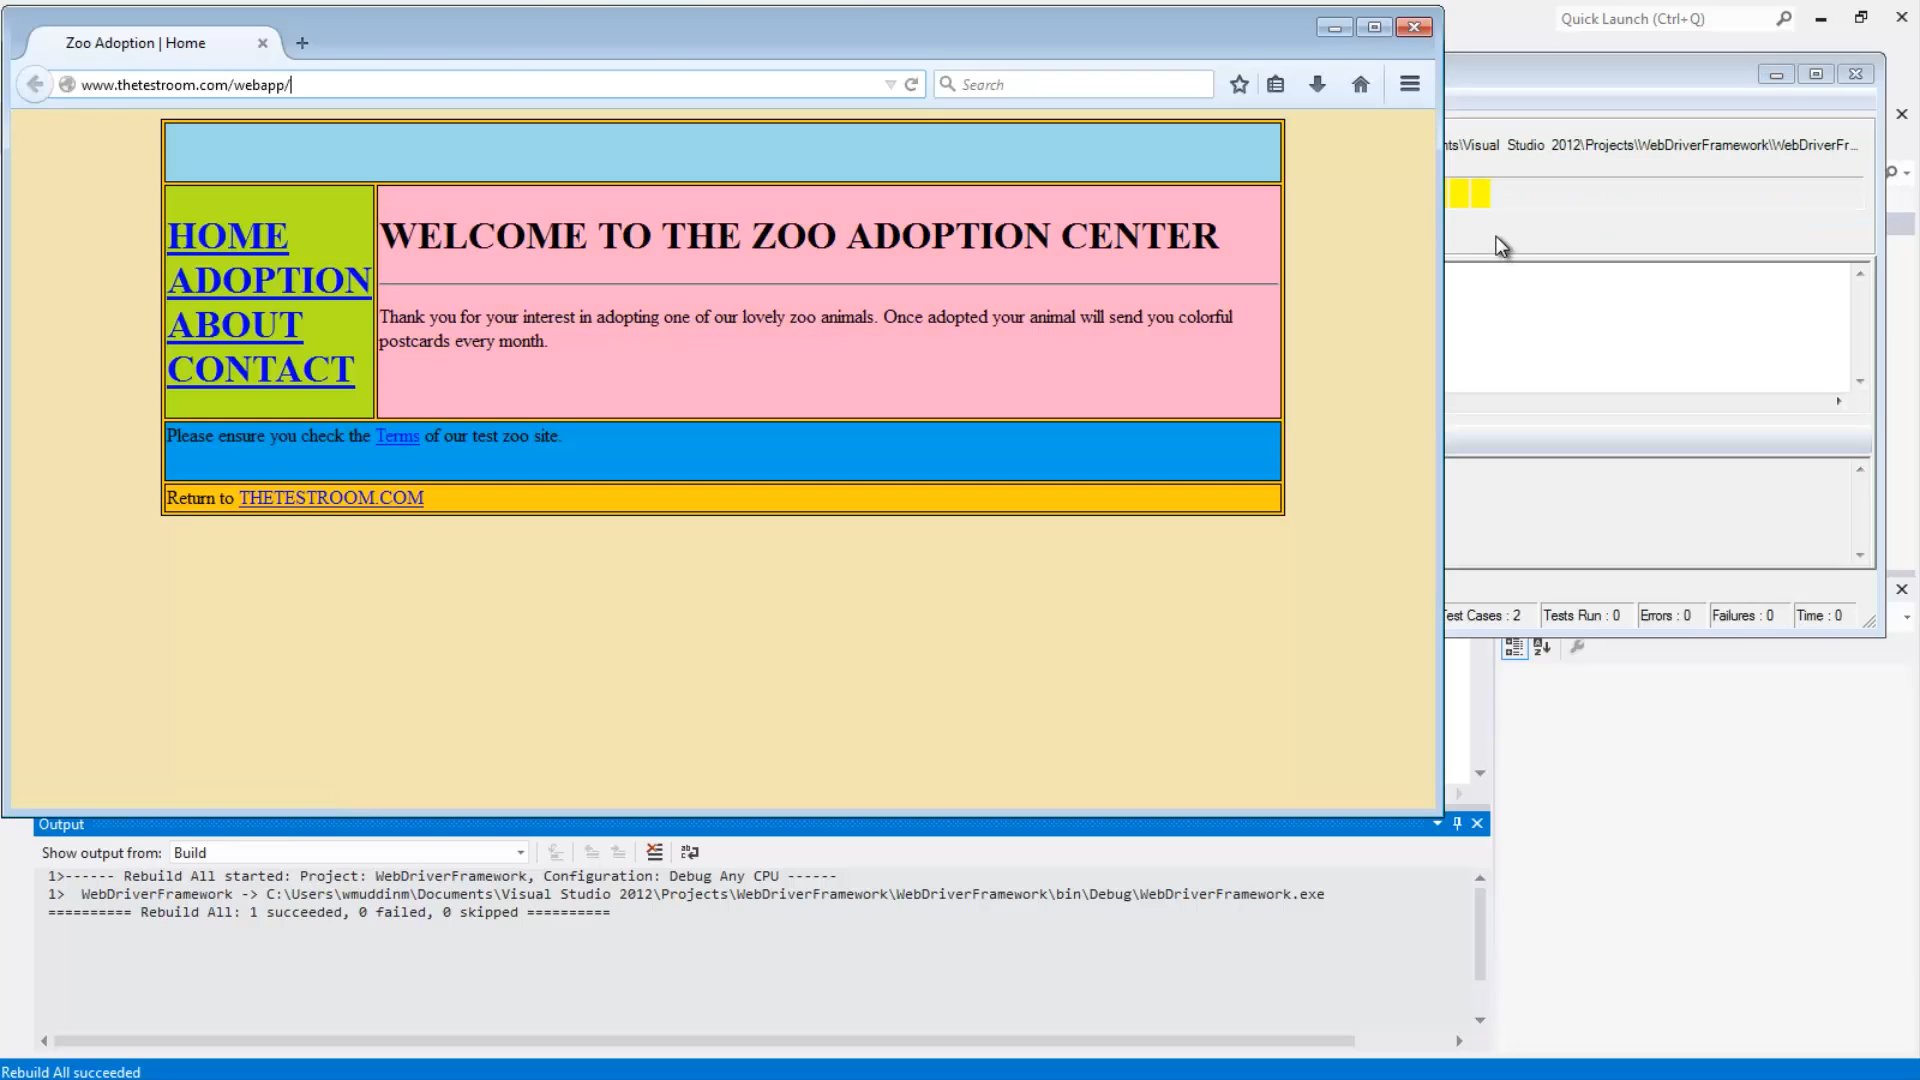 Quick Launch (Ctrl+Q)
Zoo Adoption | Home
www.thetestroom.com/webapp/
Search
nts\Visual Studio 2012\Projects\WebDriverFramework\WebDriverFr...
HOME
ADOPTION
ABOUT
CONTACT
WELCOME TO THE ZOO ADOPTION CENTER
Thank you for your interest in adopting one of our lovely zoo animals. Once adopted your animal will send you colorful
postcards every month.
Please ensure you check the Terms of our test zoo site.
Return to THETESTROOM.COM
Test Cases : 2 Tests Run : 0 Errors : 0 Failures : 0 Time : 0
Output
Show output from: Build
1>------ Rebuild All started: Project: WebDriverFramework, Configuration: Debug Any CPU ------
1>  WebDriverFramework -> C:\Users\wmuddinm\Documents\Visual Studio 2012\Projects\WebDriverFramework\WebDriverFramework\bin\Debug\WebDriverFramework.exe
========== Rebuild All: 1 succeeded, 0 failed, 0 skipped ==========
Rebuild All succeeded